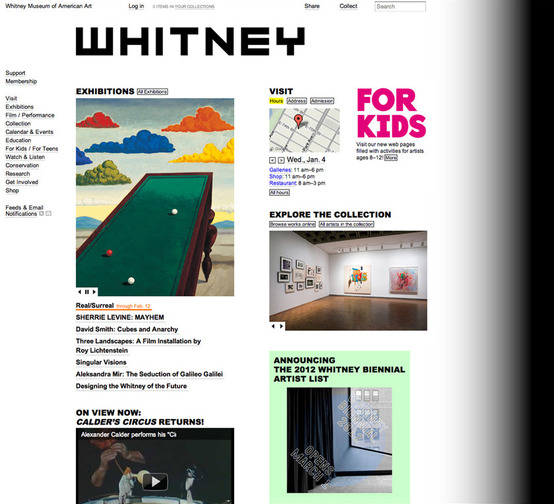 Whitney Museum of American Art
Log in
0 ITEMS IN YOUR COLLECTIONS
Share
Collect
Search
WHITNEY
Support
Membership
Visit
Exhibitions
Film / Performance
Collection
Calendar & Events
Education
For Kids / For Teens
Watch & Listen
Conservation
Research
Get Involved
Shop
Feeds & Email
Notifications
EXHIBITIONS All Exhibitions
Real/Surreal through Feb. 12
SHERRIE LEVINE: MAYHEM
David Smith: Cubes and Anarchy
Three Landscapes: A Film Installation by
Roy Lichtenstein
Singular Visions
Aleksandra Mir: The Seduction of Galileo Galilei
Designing the Whitney of the Future
ON VIEW NOW:
CALDER'S CIRCUS RETURNS!
Alexander Calder performs his "Ci
VISIT
Hours Address Admission
Wed., Jan. 4
Galleries: 11 am–6 pm
Shop: 11 am–6 pm
Restaurant: 8 am–3 pm
All hours
FOR
KIDS
Visit our new web pages
filled with activities for artists
ages 8–12! More
EXPLORE THE COLLECTION
Browse works online All artists in the collection
ANNOUNCING
THE 2012 WHITNEY BIENNIAL
ARTIST LIST
OPENS
MARCH